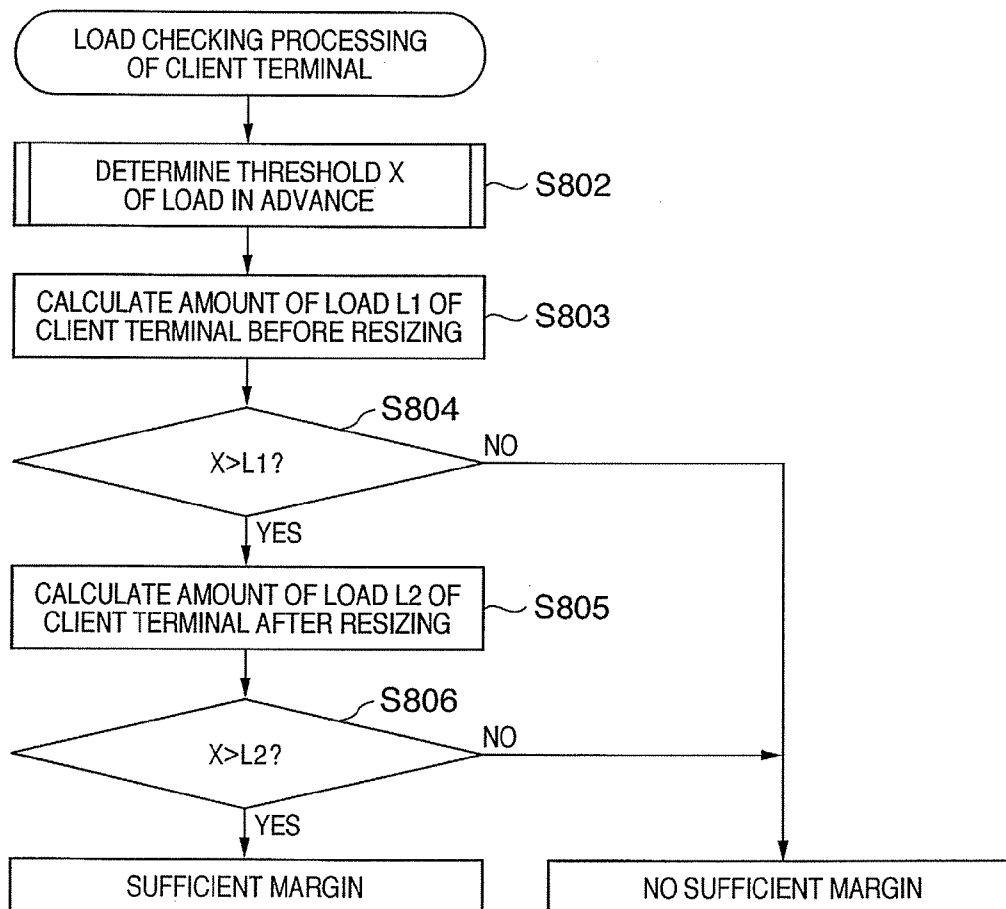 LOAD CHECKING PROCESSING
OF CLIENT TERMINAL
DETERMINE THRESHOLD X
OF LOAD IN ADVANCE
S802
CALCULATE AMOUNT OF LOAD L1 OF
CLIENT TERMINAL BEFORE RESIZING
S803
S804
X>L1?
NO
YES
CALCULATE AMOUNT OF LOAD L2 OF
CLIENT TERMINAL AFTER RESIZING
S805
S806
X>L2?
NO
YES
SUFFICIENT MARGIN
NO SUFFICIENT MARGIN